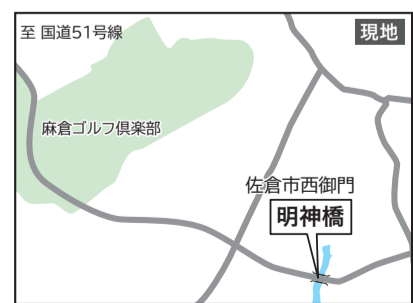 至 国道51号線
現地
麻倉ゴルフ倶楽部
佐倉市西御門
明神橋